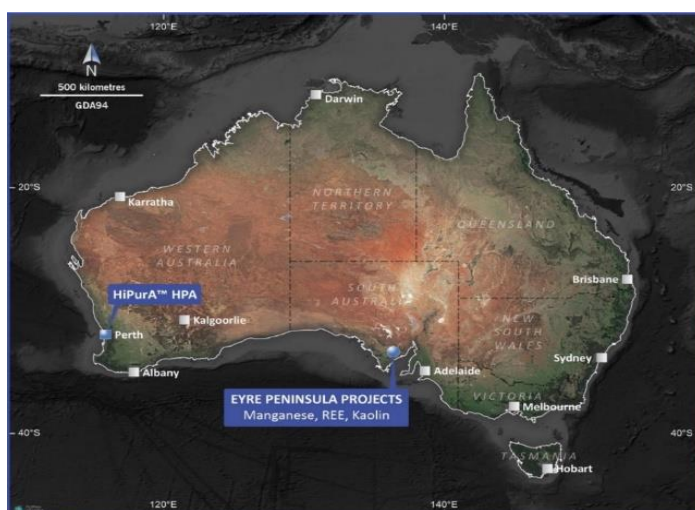 120°E
140°E
N
500 kilometres
GDA94
Darwin
20°S
20°S
Karratha
NORTHERN
TERRITORY
QUEENSLAND
WESTERN
AUSTRALIA
SOUTH
AUSTRALIA
Brisbane
HiPurA™ HPA
Kalgoorlie
Perth
NEW
SOUTH
WALES
Sydney
Albany
Adelaide
EYRE PENINSULA PROJECTS
Manganese, REE, Kaolin
VICTORIA
Melbourne
40°S
40°S
TASMANIA
Hobart
120°E
140°E